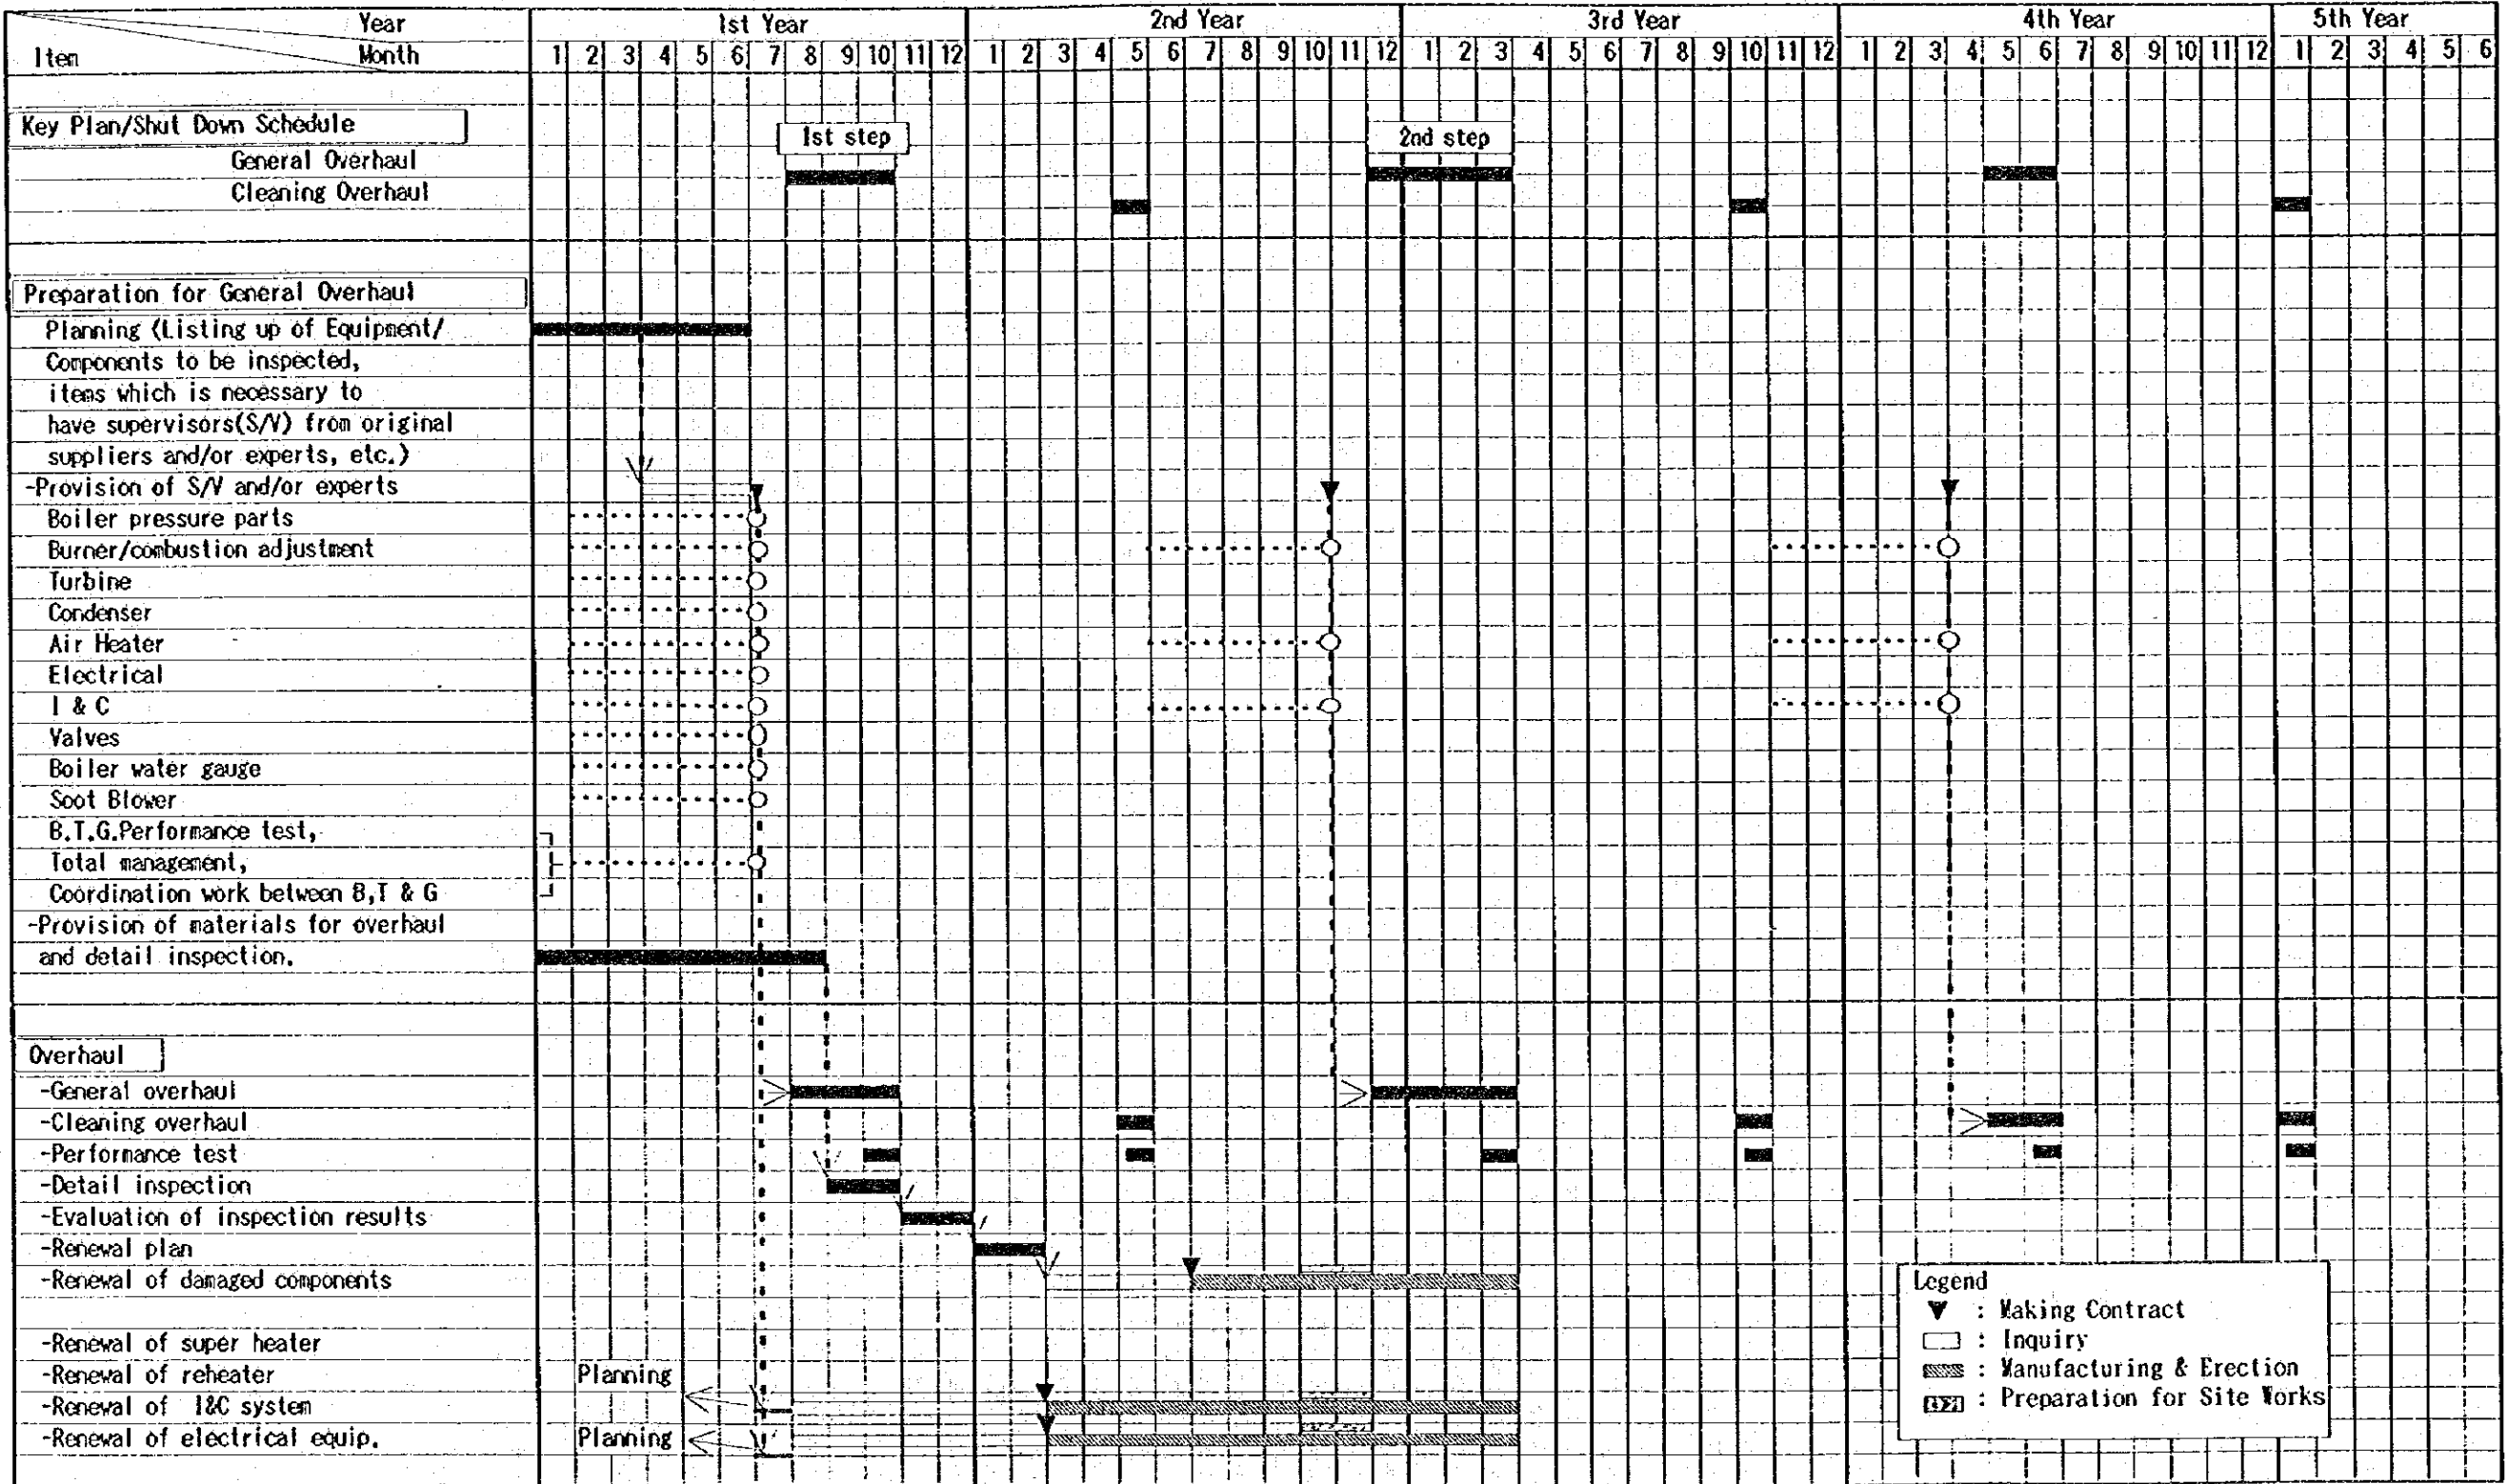 Year 1st Year 2nd Year 3rd Year 4th Year 5th Year
Item Month 1 2 3 4 5 6 7 8 9 10 11 12 1 2 3 4 5 6 7 8 9 10 11 12 1 2 3 4 5 6 7 8 9 10 11 12 1 2 3 4 5 6 7 8 9 10 11 12 1 2 3 4 5 6
Key Plan/Shut Down Schedule
1st step 2nd step
General Overhaul
Cleaning Overhaul
Preparation for General Overhaul
Planning (Listing up of Equipment/
Components to be inspected,
items which is necessary to
have supervisors(S/V) from original
suppliers and/or experts, etc.)
-Provision of S/V and/or experts
Boiler pressure parts
Burner/combustion adjustment
Turbine
Condenser
Air Heater
Electrical
I & C
Valves
Boiler water gauge
Soot Blower
B.T.G.Performance test,
Total management,
Coordination work between B,T & G
-Provision of materials for overhaul
and detail inspection.
Overhaul
-General overhaul
-Cleaning overhaul
-Performance test
-Detail inspection
-Evaluation of inspection results
-Renewal plan
-Renewal of damaged components
-Renewal of super heater
-Renewal of reheater Planning
-Renewal of I&C system
-Renewal of electrical equip. Planning
Legend
: Making Contract
: Inquiry
: Manufacturing & Erection
: Preparation for Site Works